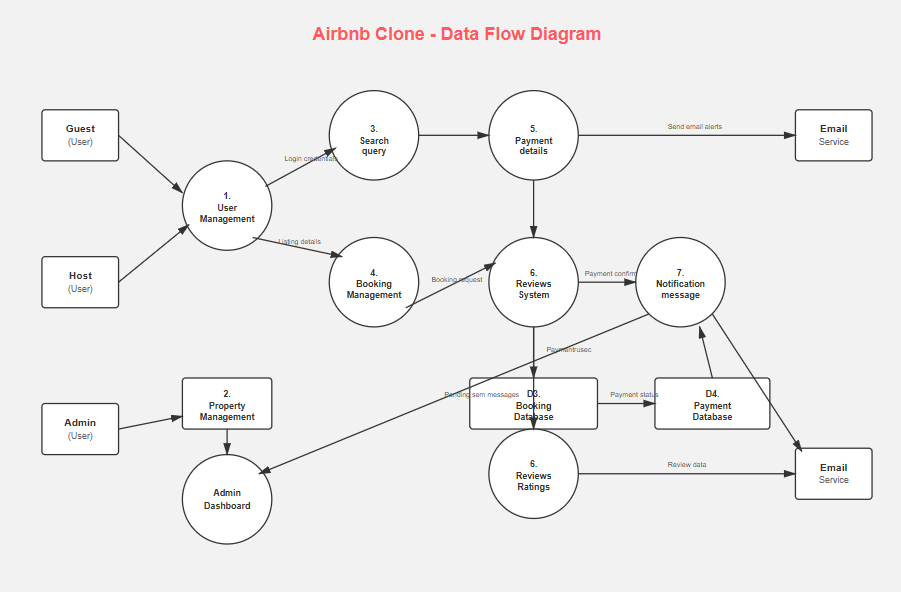 Airbnb Clone - Data Flow Diagram
Guest
(User)
3.
Search
query
5.
Payment
details
Send email alerts
Email
Service
Login credentials
1.
User
Management
Listing details
Host
(User)
4.
Booking
Management
Booking request
6.
Reviews
System
Payment confirm
7.
Notification
message
Paymentrusec
2.
Property
Management
Pending sem messages
D3.
Booking
Database
Payment status
D4.
Payment
Database
Admin
(User)
Admin
Dashboard
6.
Reviews
Ratings
Review data
Email
Service